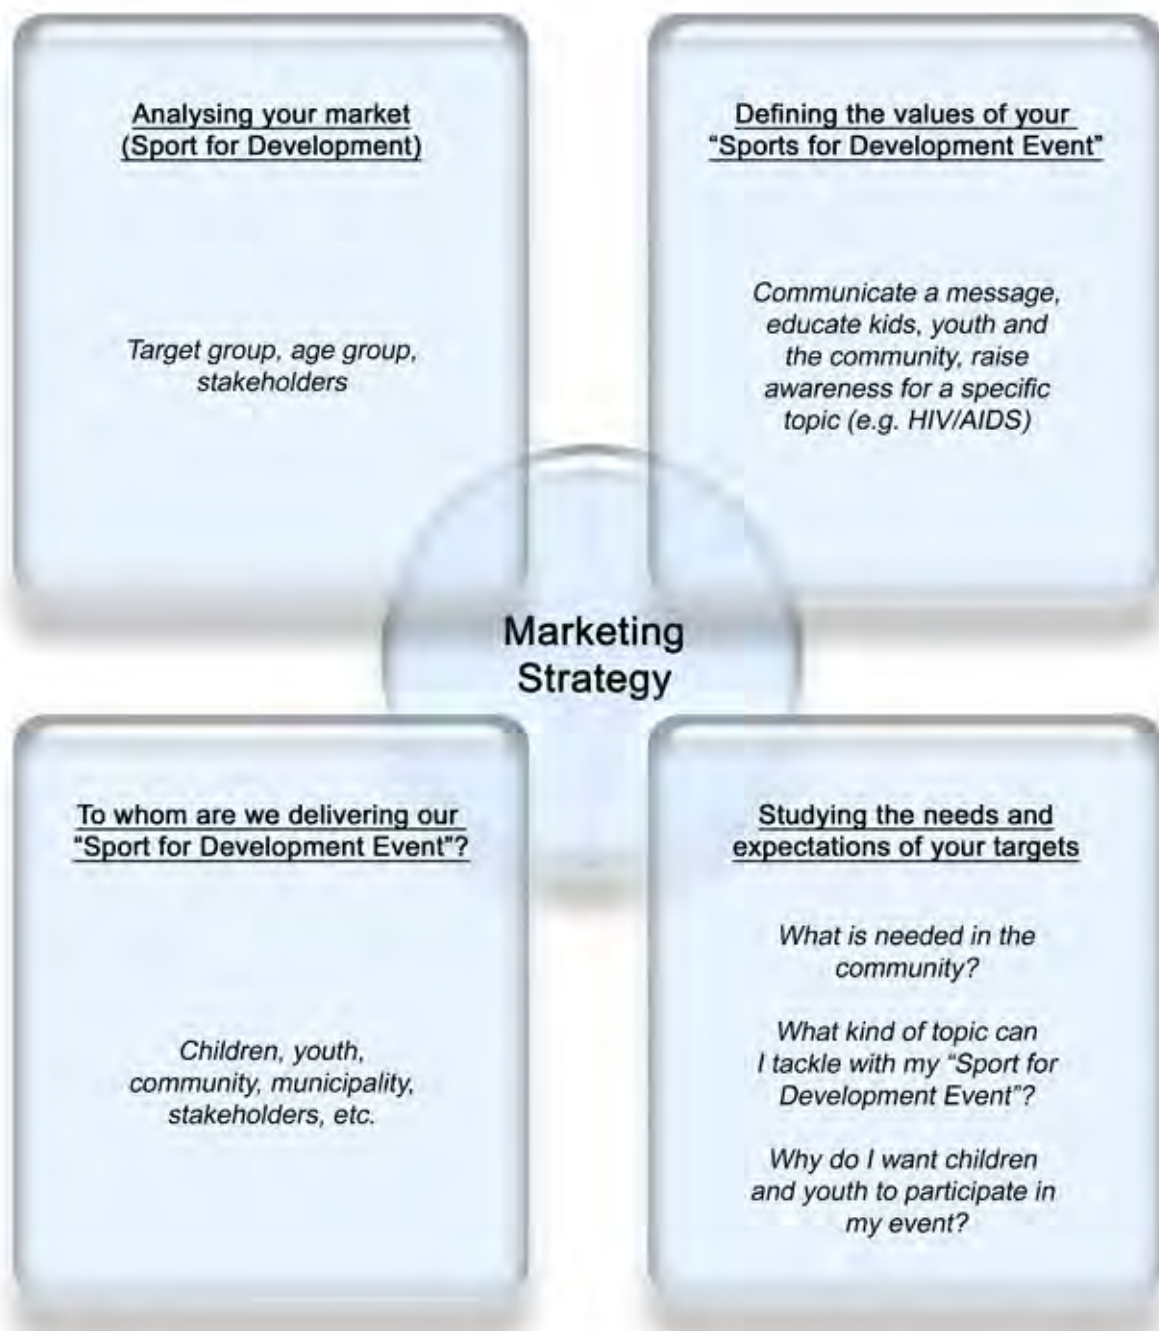 Analysing your market
(Sport for Development)
Target group, age group,
stakeholders
Defining the values of your
“Sports for Development Event”
Communicate a message,
educate kids, youth and
the community, raise
awareness for a specific
topic (e.g. HIV/AIDS)
Marketing
Strategy
To whom are we delivering our
“Sport for Development Event”?
Children, youth,
community, municipality,
stakeholders, etc.
Studying the needs and
expectations of your targets
What is needed in the
community?
What kind of topic can
I tackle with my “Sport for
Development Event”?
Why do I want children
and youth to participate in
my event?